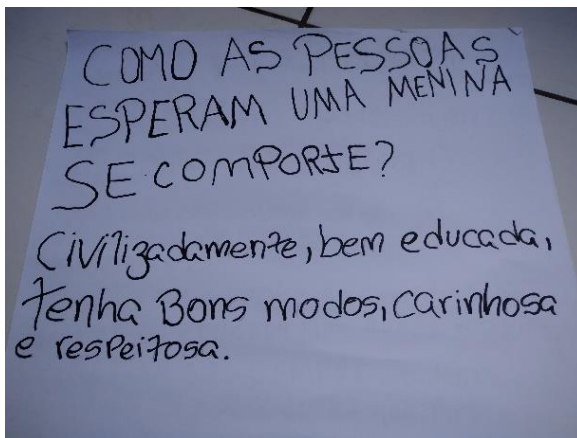 COMO AS PESSOAS
ESPERAM UMA MENINA
SE COMPORTE?
Civilizadamente, bem educada,
tenha Bons modos, carinhosa
e respeitosa.